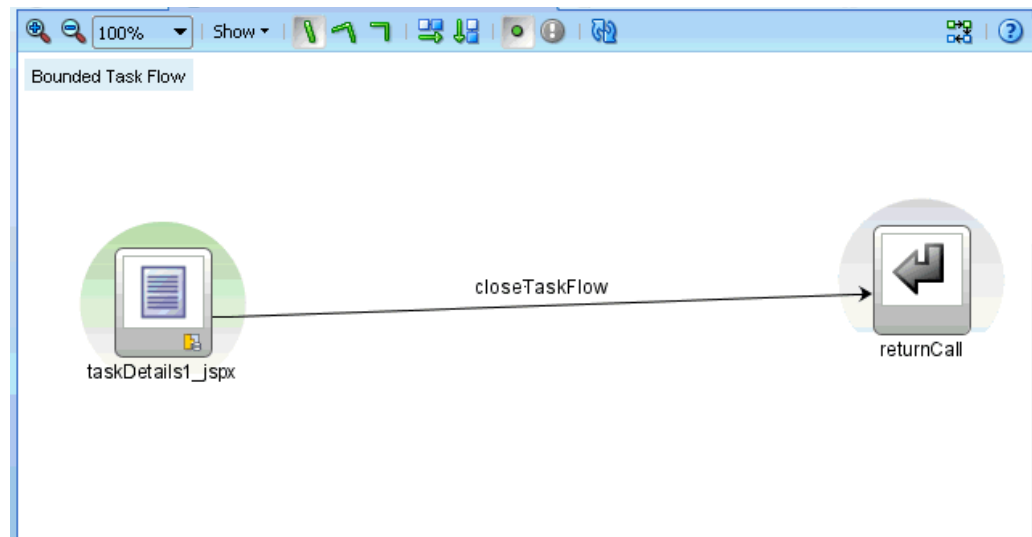 100% Show
Bounded Task Flow
closeTaskFlow
returnCall
taskDetails1_jspx